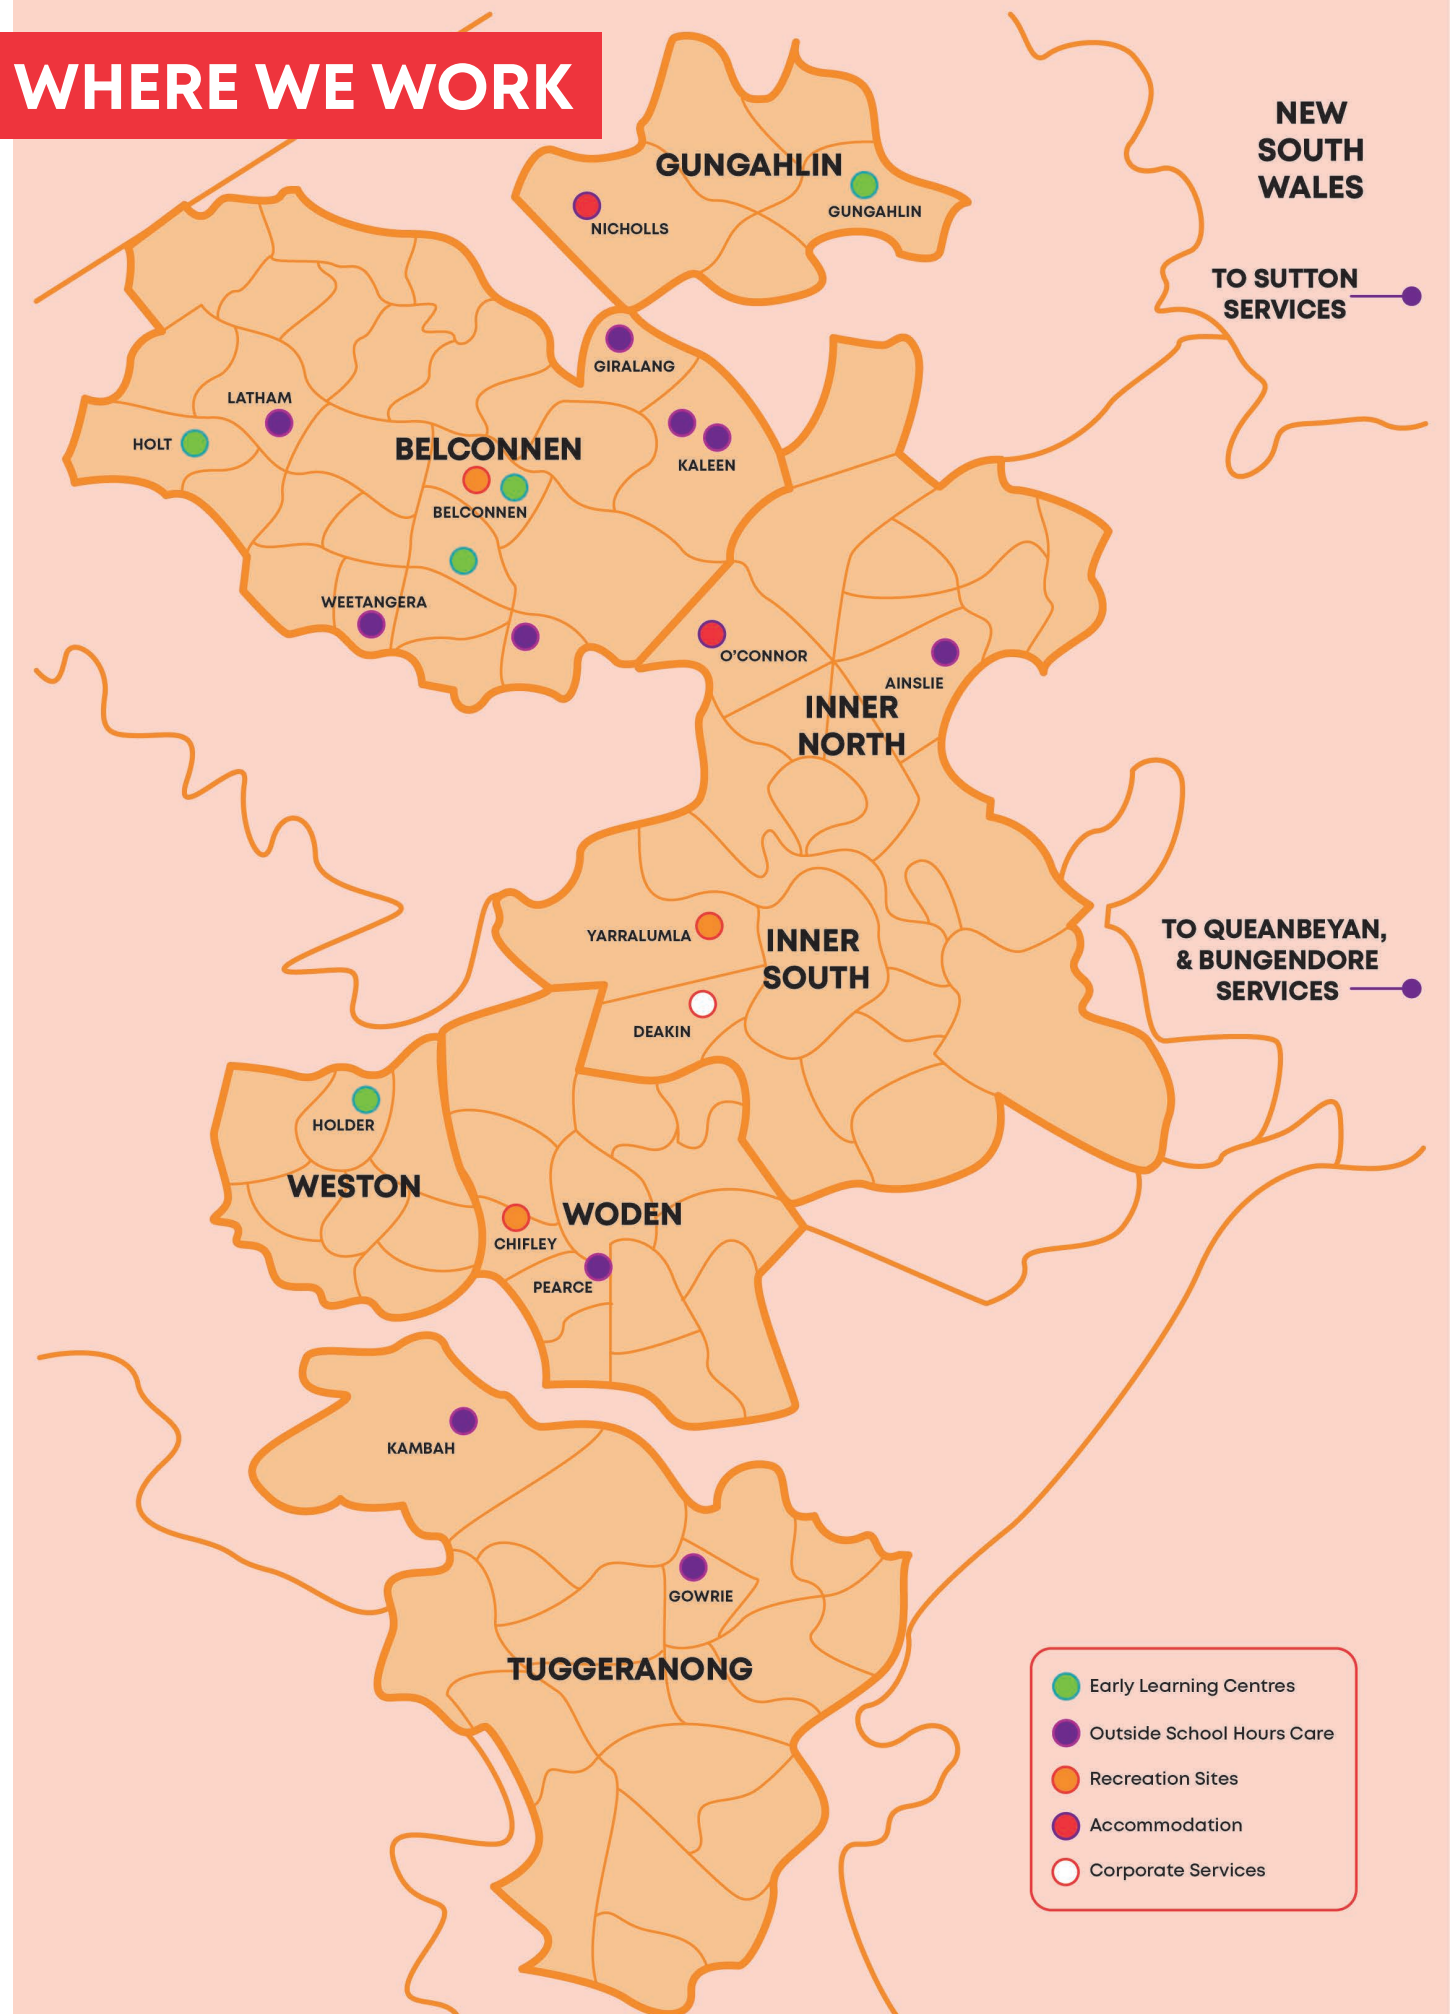 WHERE WE WORK
NEW
SOUTH
WALES
GUNGAHLIN
GUNGAHLIN
NICHOLLS
TO SUTTON
SERVICES
GIRALANG
LATHAM
HOLT
BELCONNEN
KALEEN
BELCONNEN
WEETANGERA
O'CONNOR
AINSLIE
INNER
NORTH
YARRALUMLA
INNER
SOUTH
TO QUEANBEYAN,
& BUNGENDORE
SERVICES
DEAKIN
HOLDER
WESTON
WODEN
CHIFLEY
PEARCE
KAMBAH
GOWRIE
TUGGERANONG
Early Learning Centres
Outside School Hours Care
Recreation Sites
Accommodation
Corporate Services